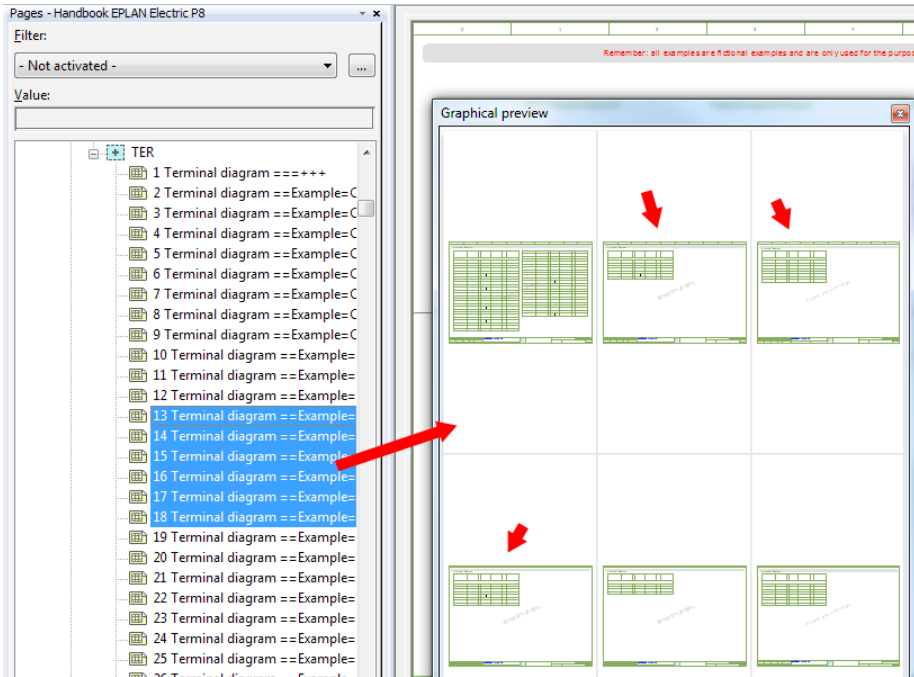 Pages - Handbook EPLAN Electric P8
Filter:
- Not activated -
...
Value:
TER
1 Terminal diagram ===+++
2 Terminal diagram ==Example=C
3 Terminal diagram ==Example=C
4 Terminal diagram ==Example=C
5 Terminal diagram ==Example=C
6 Terminal diagram ==Example=C
7 Terminal diagram ==Example=C
8 Terminal diagram ==Example=C
9 Terminal diagram ==Example=C
10 Terminal diagram ==Example=
11 Terminal diagram ==Example=
12 Terminal diagram ==Example=
13 Terminal diagram ==Example=
14 Terminal diagram ==Example=
15 Terminal diagram ==Example=
16 Terminal diagram ==Example=
17 Terminal diagram ==Example=
18 Terminal diagram ==Example=
19 Terminal diagram ==Example=
20 Terminal diagram ==Example=
21 Terminal diagram ==Example=
22 Terminal diagram ==Example=
23 Terminal diagram ==Example=
24 Terminal diagram ==Example=
25 Terminal diagram ==Example=
Remember: all examples are fictional examples and are only used for the purpos
Graphical preview